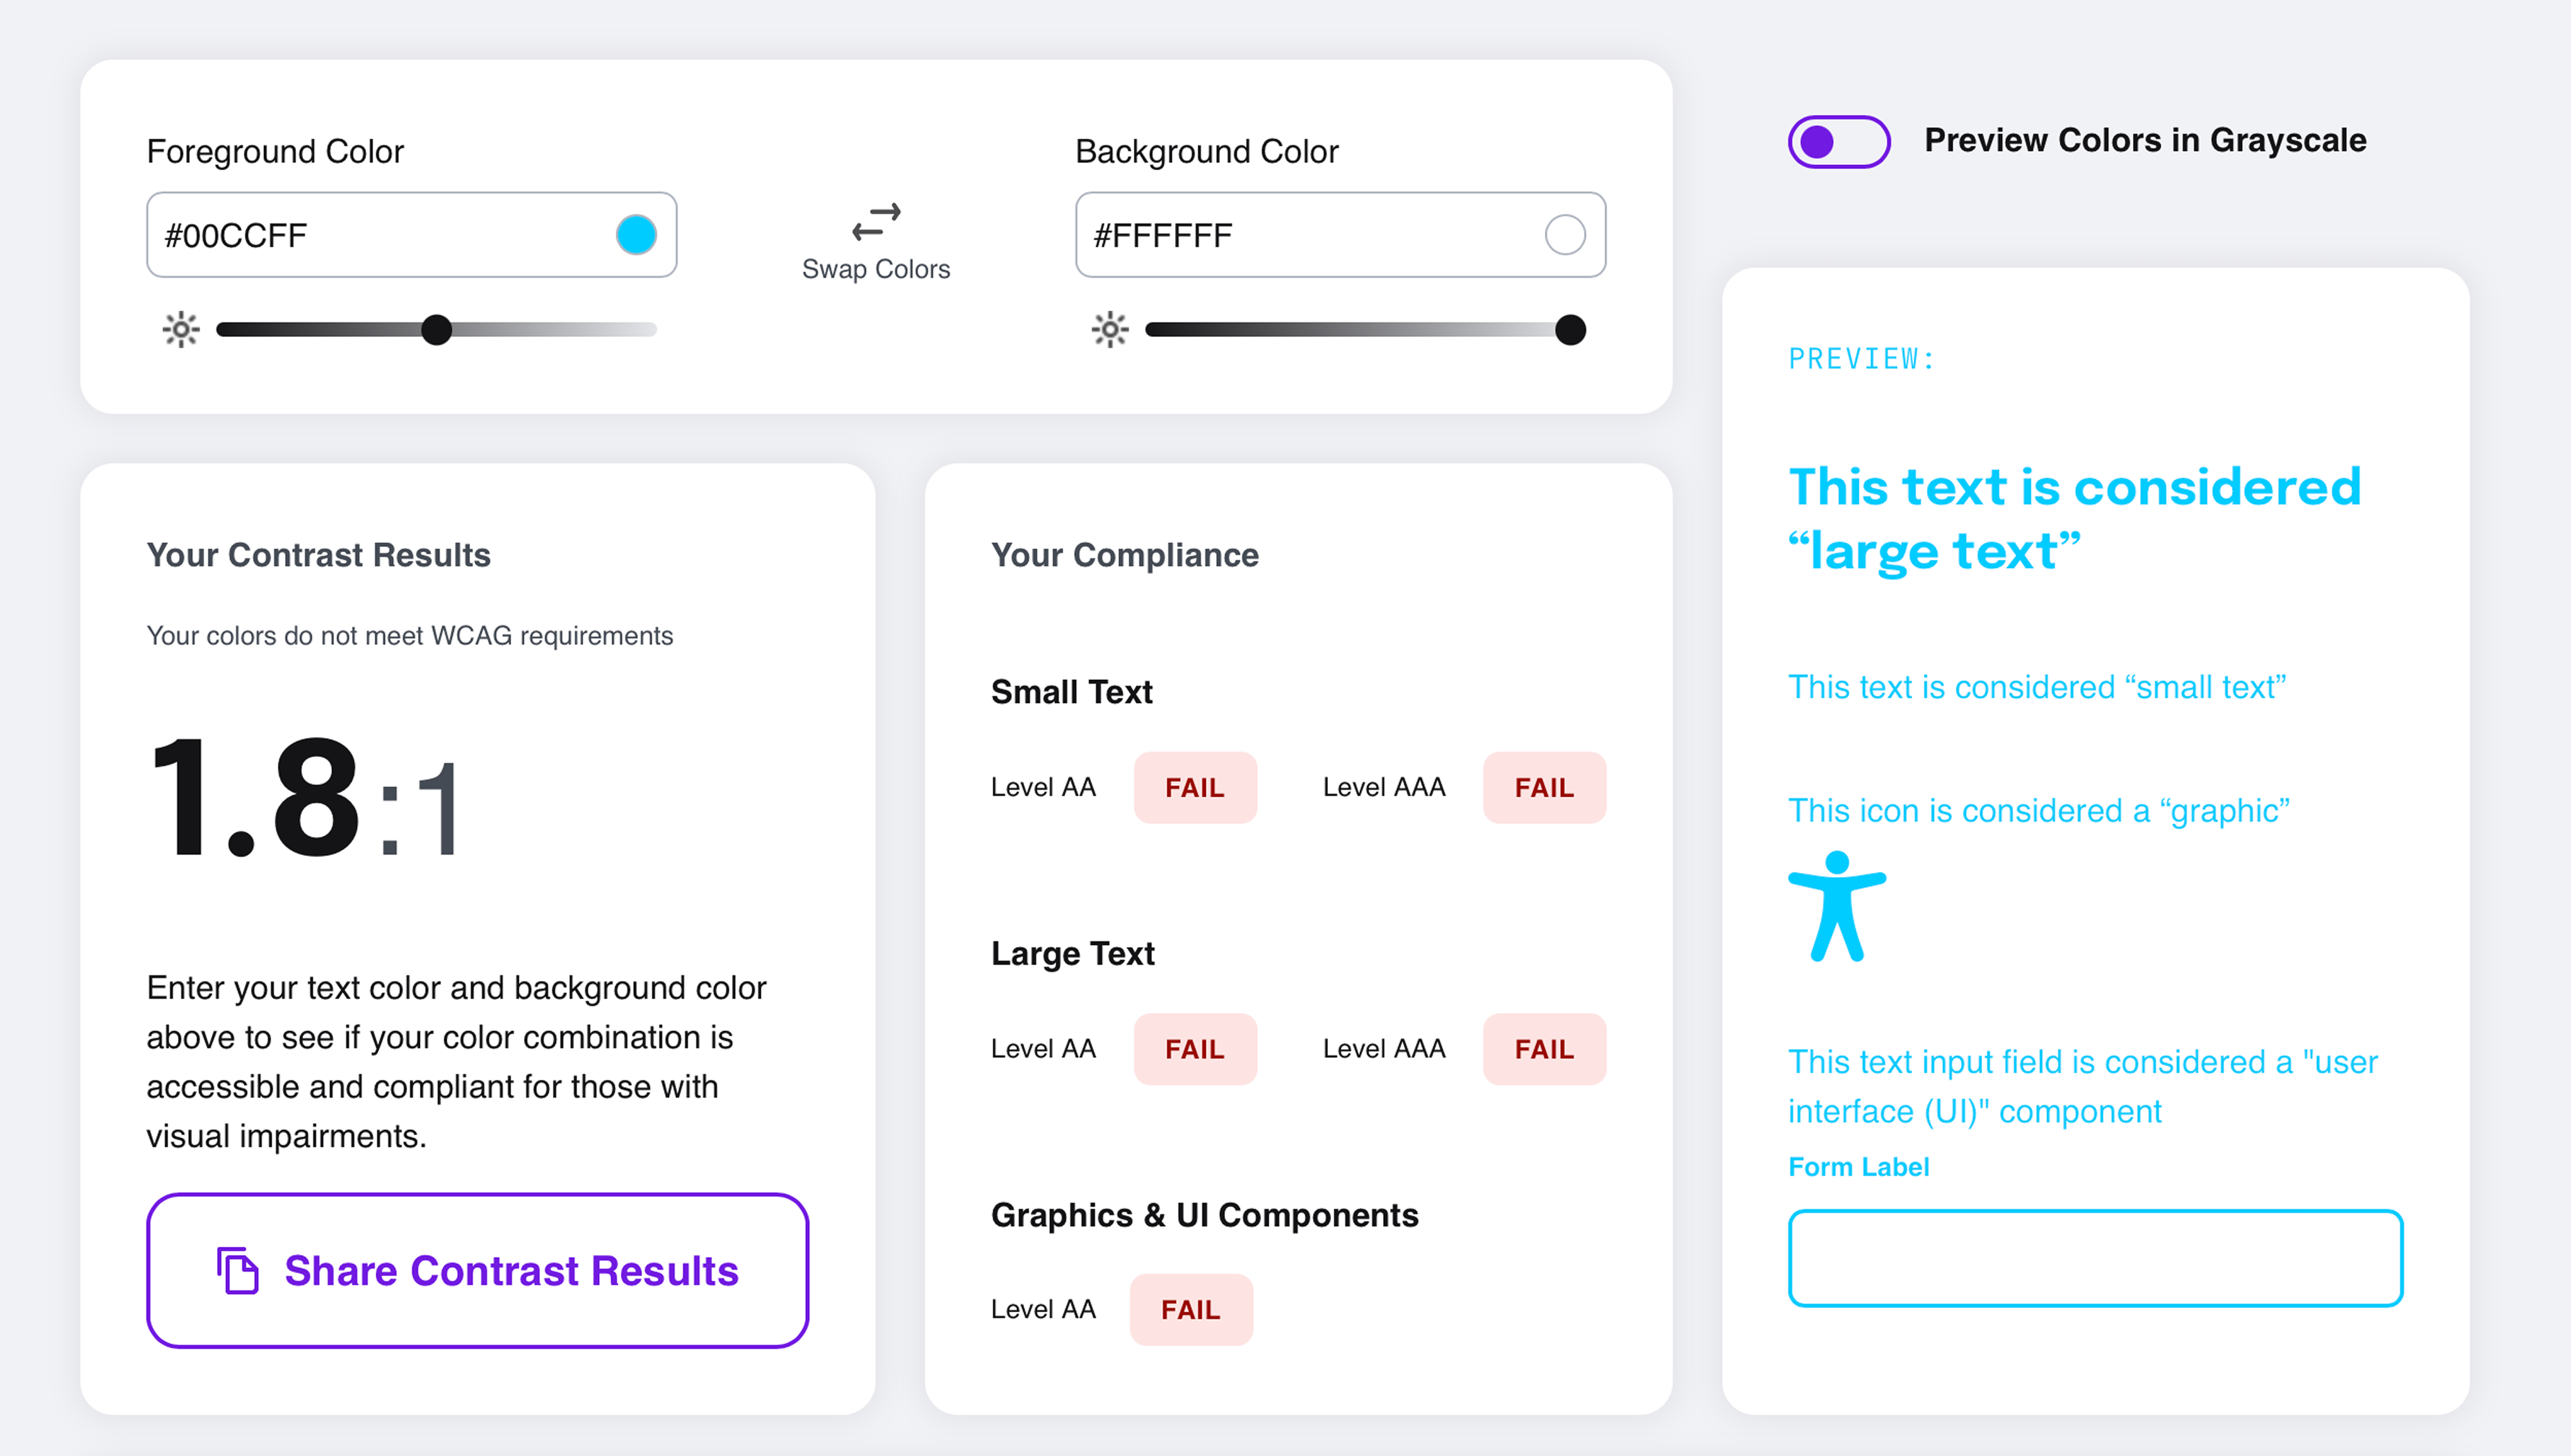 Foreground Color
#00CCFF
Swap Colors
Background Color
#FFFFFF
Preview Colors in Grayscale
Your Contrast Results
Your colors do not meet WCAG requirements
1.8:1
Enter your text color and background color
above to see if your color combination is
accessible and compliant for those with
visual impairments.
Share Contrast Results
Your Compliance
Small Text
Level AA FAIL Level AAA FAIL
Large Text
Level AA FAIL Level AAA FAIL
Graphics & UI Components
Level AA FAIL
PREVIEW:
This text is considered
“large text”
This text is considered “small text”
This icon is considered a “graphic”
This text input field is considered a "user
interface (UI)" component
Form Label